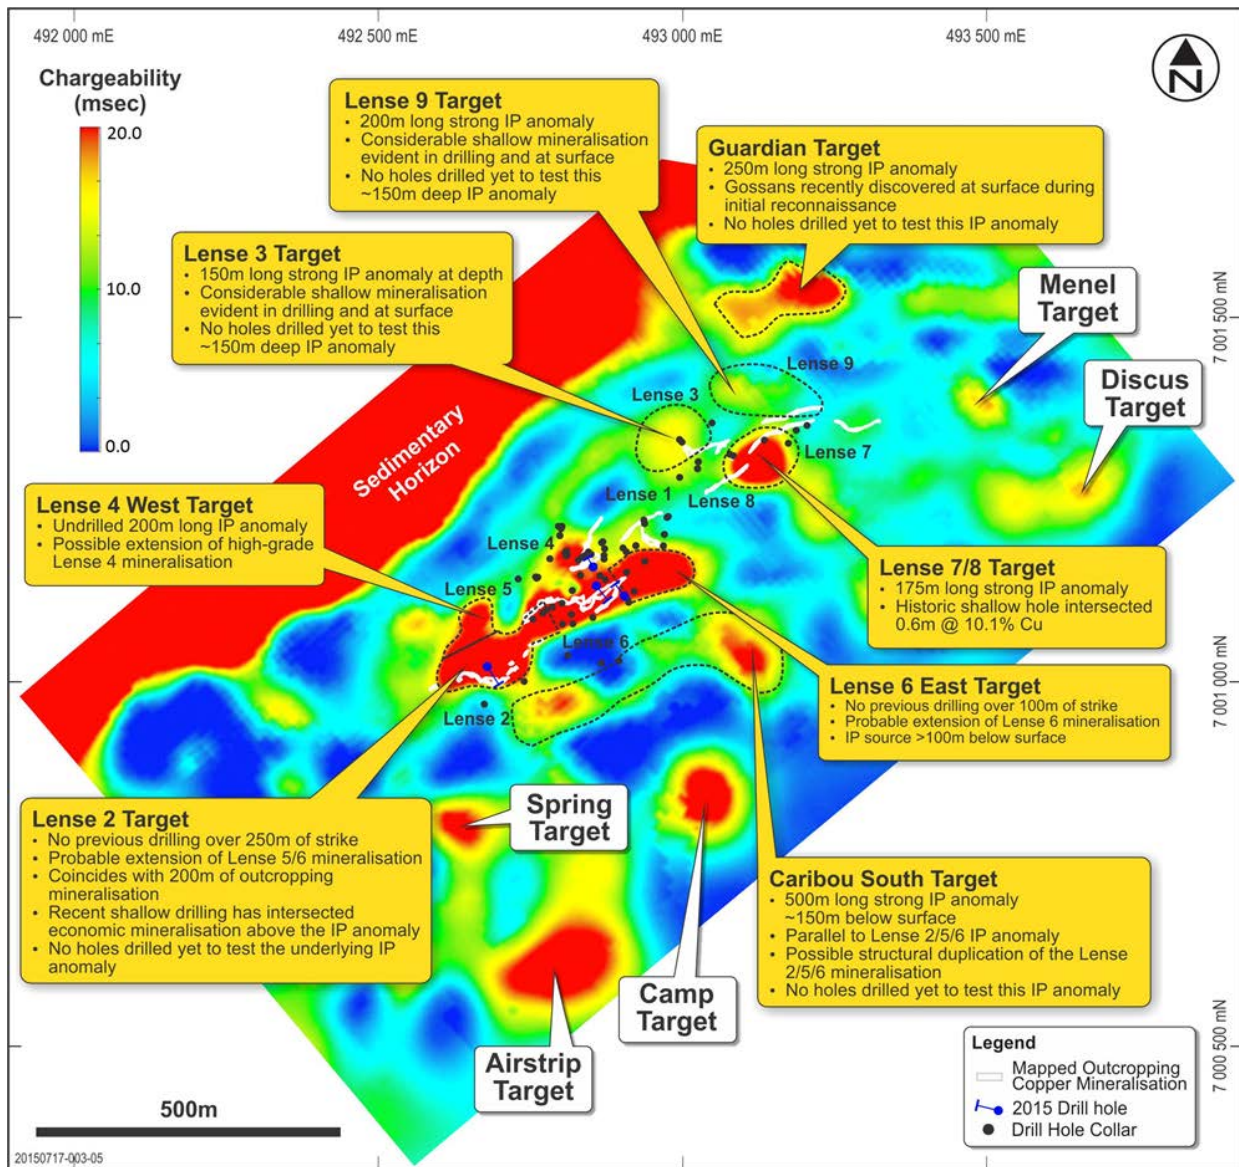 492 000 mE
492 500 mE
493 000 mE
493 500 mE
Chargeability
(msec)
20.0
10.0
0.0
N
Lense 9 Target
• 200m long strong IP anomaly
• Considerable shallow mineralisation
evident in drilling and at surface
• No holes drilled yet to test this
~150m deep IP anomaly
Guardian Target
• 250m long strong IP anomaly
• Gossans recently discovered at surface during
initial reconnaissance
• No holes drilled yet to test this IP anomaly
Lense 3 Target
• 150m long strong IP anomaly at depth
• Considerable shallow mineralisation
evident in drilling and at surface
• No holes drilled yet to test this
~150m deep IP anomaly
Menel
Target
7 001 500 mN
Discus
Target
Lense 9
Lense 3
Lense 7
Lense 8
Lense 1
Sedimentary
Horizon
Lense 4 West Target
• Undrilled 200m long IP anomaly
• Possible extension of high-grade
Lense 4 mineralisation
Lense 4
Lense 5
Lense 6
Lense 2
Lense 7/8 Target
• 175m long strong IP anomaly
• Historic shallow hole intersected
0.6m @ 10.1% Cu
Lense 6 East Target
• No previous drilling over 100m of strike
• Probable extension of Lense 6 mineralisation
• IP source >100m below surface
7 001 000 mN
Lense 2 Target
• No previous drilling over 250m of strike
• Probable extension of Lense 5/6 mineralisation
• Coincides with 200m of outcropping
mineralisation
• Recent shallow drilling has intersected
economic mineralisation above the IP anomaly
• No holes drilled yet to test the underlying IP
anomaly
Spring
Target
Caribou South Target
• 500m long strong IP anomaly
~150m below surface
• Parallel to Lense 2/5/6 IP anomaly
• Possible structural duplication of the Lense
2/5/6 mineralisation
• No holes drilled yet to test this IP anomaly
Camp
Target
Airstrip
Target
7 000 500 mN
Legend
Mapped Outcropping
Copper Mineralisation
2015 Drill hole
Drill Hole Collar
500m
20150717-003-05